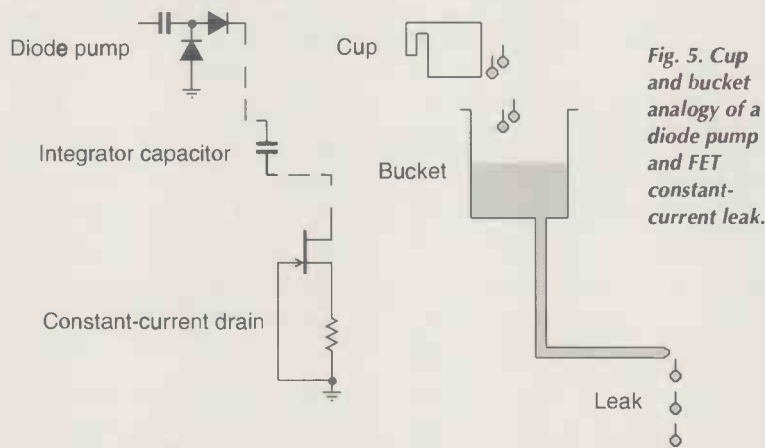 Diode pump
Cup
Fig. 5. Cup
and bucket
analogy of a
diode pump
and FET
constant-
current leak.
Integrator capacitor
Bucket
Constant-current drain
Leak